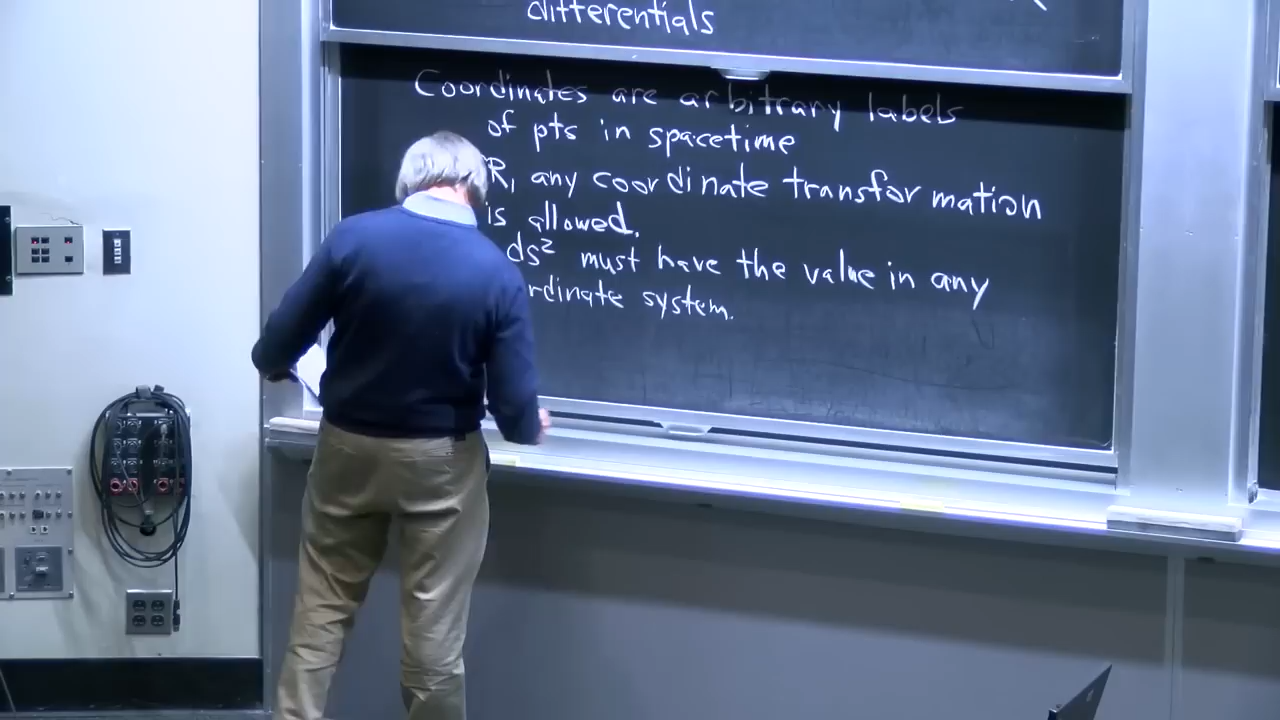 differentials
Coordinates are arbitrary labels
of pts in spacetime
R, any coordinate transformation
is allowed.
ds² must have the value in any
rdinate system.